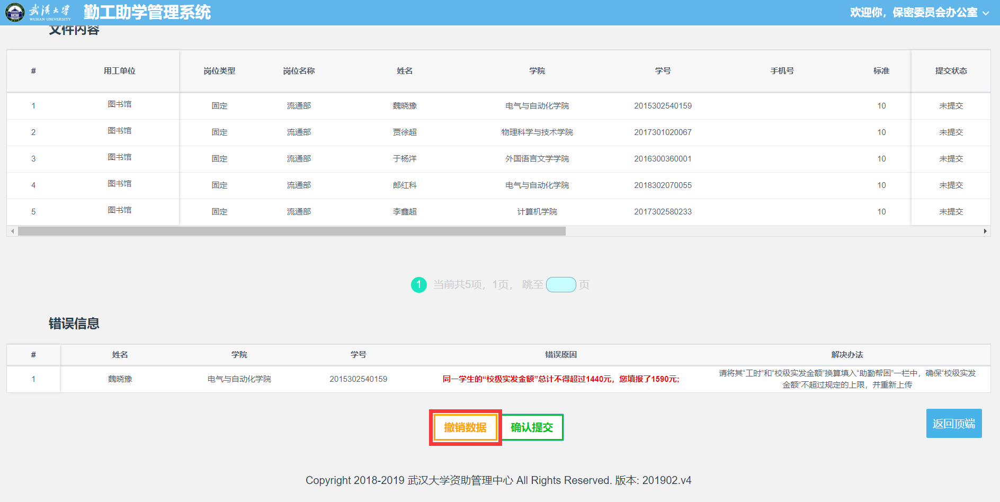 武汉大学 WUHAN UNIVERSITY 勤工助学管理系统 欢迎你，保密委员会办公室
文件内容
# 用工单位 岗位类型 岗位名称 姓名 学院 学号 手机号 标准 提交状态
1 图书馆 固定 流通部 魏晓豫 电气与自动化学院 2015302540159 10 未提交
2 图书馆 固定 流通部 贾徐超 物理科学与技术学院 2017301020067 10 未提交
3 图书馆 固定 流通部 于杨洋 外国语言文学学院 2016300360001 10 未提交
4 图书馆 固定 流通部 郎红科 电气与自动化学院 2018302070055 10 未提交
5 图书馆 固定 流通部 李鑫超 计算机学院 2017302580233 10 未提交
1 当前共5项，1页， 跳至 页
错误信息
# 姓名 学院 学号 错误原因 解决办法
1 魏晓豫 电气与自动化学院 2015302540159 同一学生的“校级实发金额”总计不得超过1440元，您填报了1590元; 请将其“工时”和“校级实发金额”换算填入“助勤帮困”一栏中，确保“校级实发
金额”不超过规定的上限，并重新上传
撤销数据 确认提交 返回顶端
Copyright 2018-2019 武汉大学资助管理中心 All Rights Reserved. 版本: 201902.v4